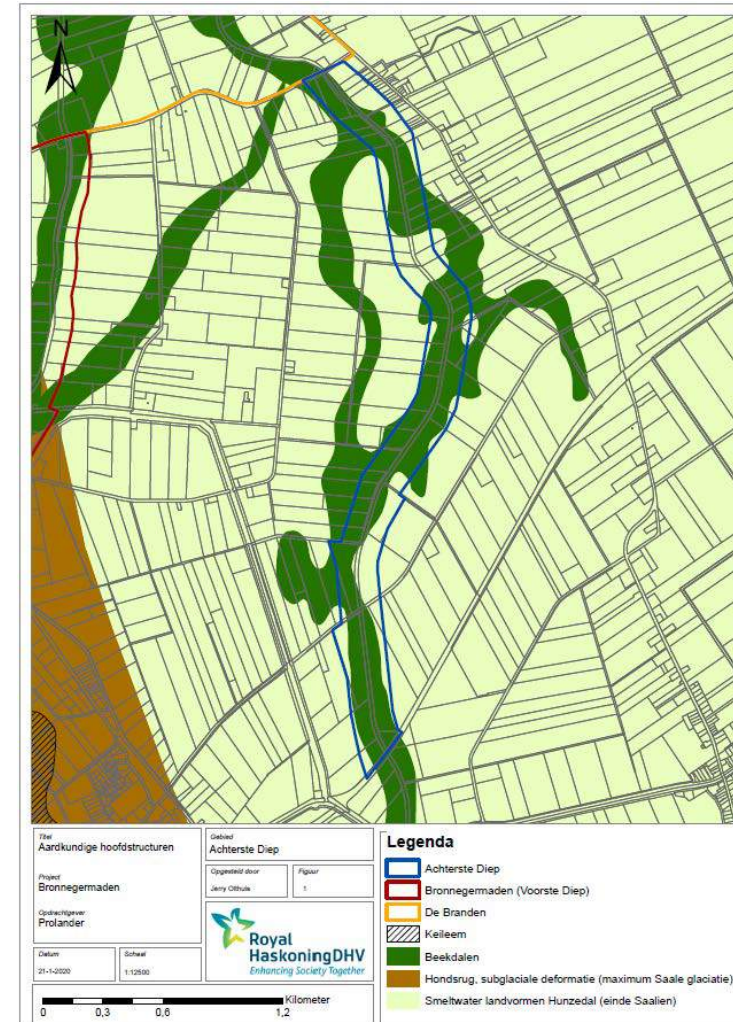 N
Titel
Aardkundige hoofdstructuren
Project
Bronnegermaden
Opdrachtgever
Prolander
Datum
21-1-2020
Schaal
1:12500
Gebied
Achterste Diep
Opgesteld door
Jerry Olthuis
Figuur
1
Royal
HaskoningDHV
Enhancing Society Together
Kilometer
0 0,3 0,6 1,2
Legenda
Achterste Diep
Bronnegermaden (Voorste Diep)
De Branden
Keileem
Beekdalen
Hondsrug, subglaciale deformatie (maximum Saale glaciatie)
Smeltwater landvormen Hunzedal (einde Saalien)